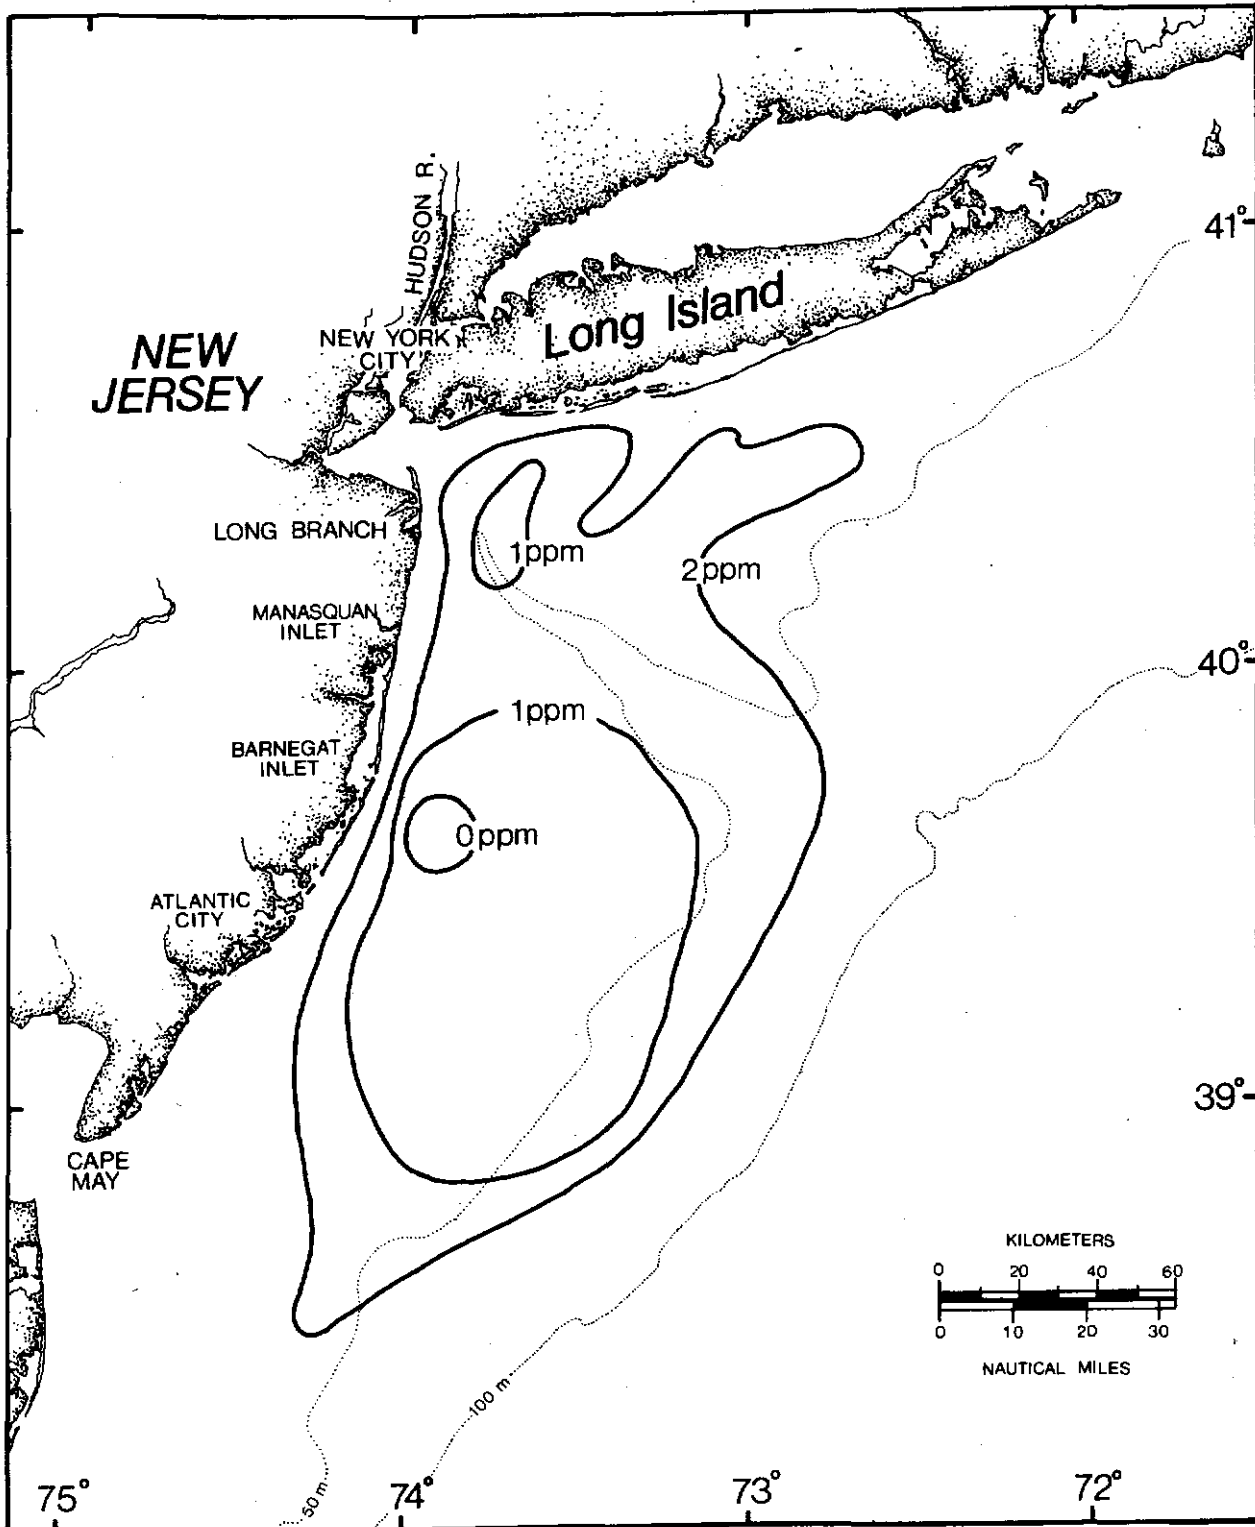 HUDSON R.
41°
Long Island
NEW YORK
CITY
NEW
JERSEY
LONG BRANCH
1ppm
2ppm
MANASQUAN
INLET
40°
1ppm
BARNEGAT
INLET
0ppm
ATLANTIC
CITY
39°
CAPE
MAY
KILOMETERS
0 20 40 60
0 10 20 30
NAUTICAL MILES
100 m
50 m
75° 74° 73° 72°